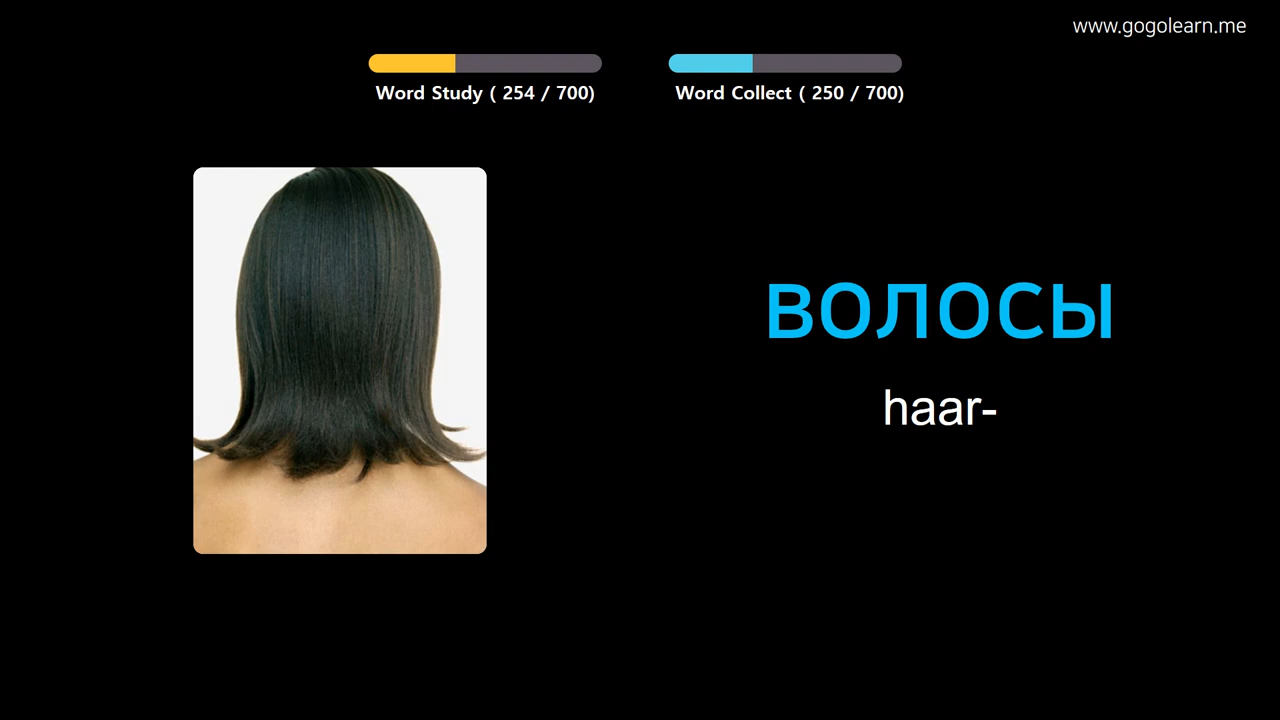 www.gogolearn.me
Word Study ( 254 / 700)
Word Collect ( 250 / 700)
волосы
haar-